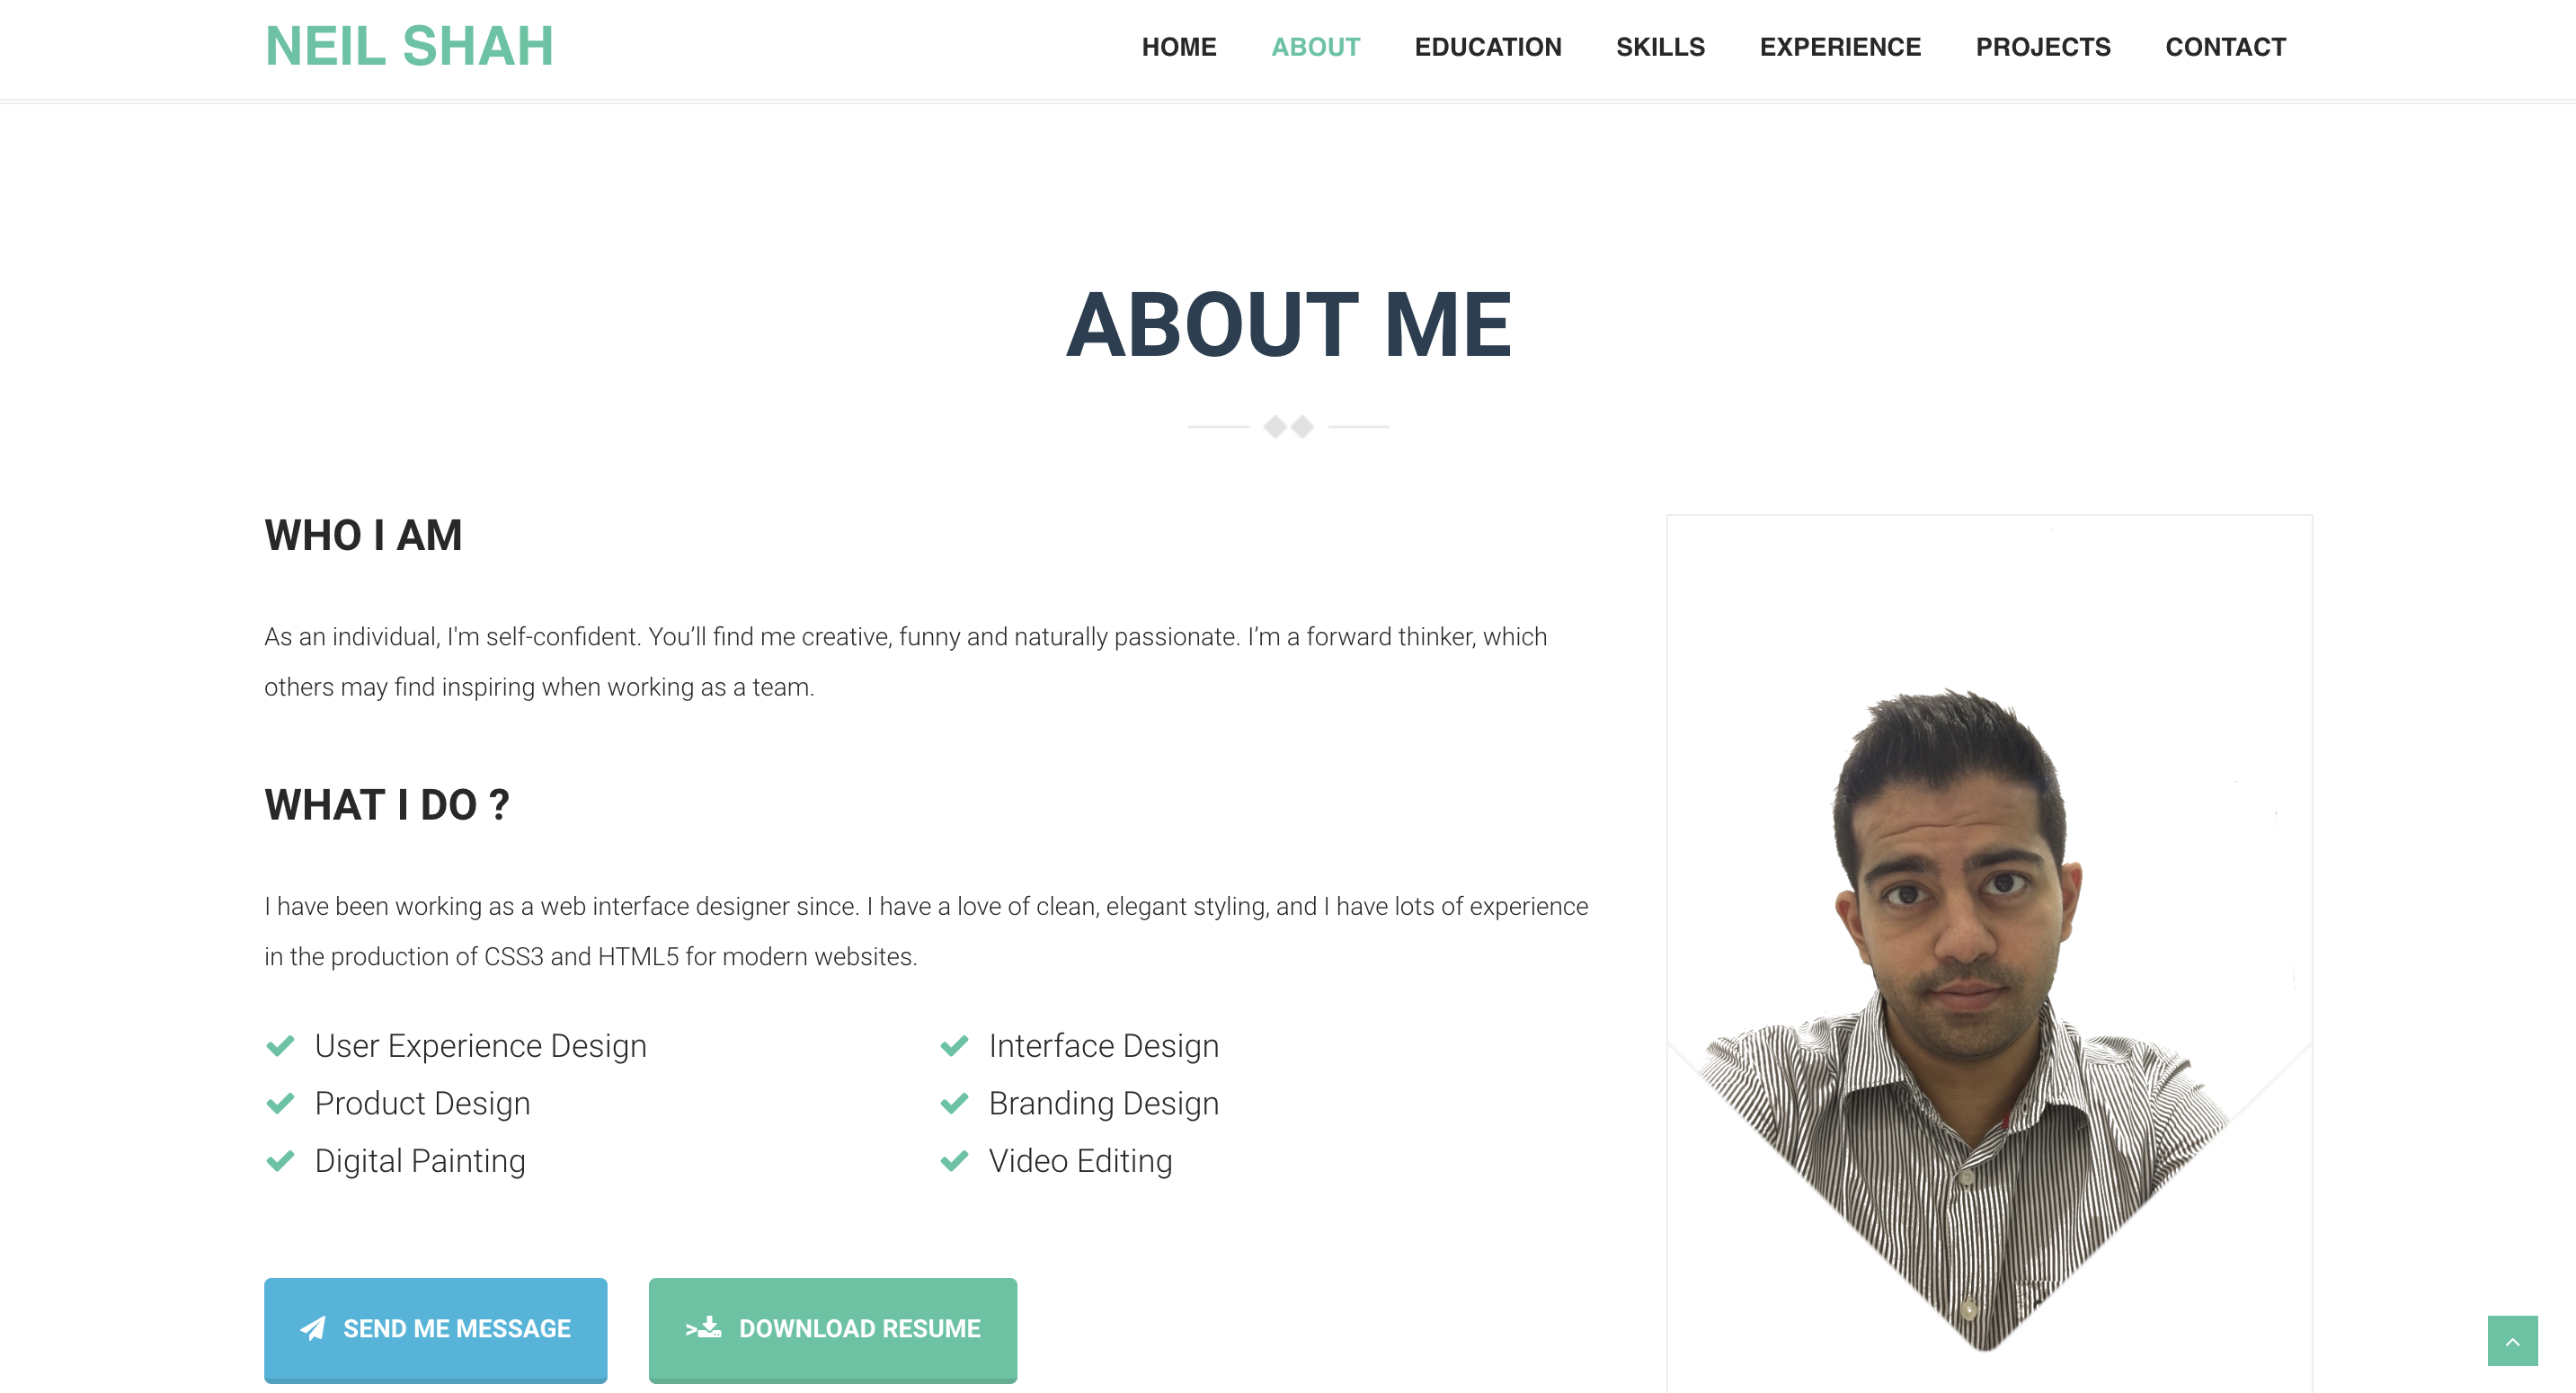 NEIL SHAH
HOME ABOUT EDUCATION SKILLS EXPERIENCE PROJECTS CONTACT
ABOUT ME
WHO I AM
As an individual, I'm self-confident. You’ll find me creative, funny and naturally passionate. I’m a forward thinker, which
others may find inspiring when working as a team.
WHAT I DO ?
I have been working as a web interface designer since. I have a love of clean, elegant styling, and I have lots of experience
in the production of CSS3 and HTML5 for modern websites.
User Experience Design
Product Design
Digital Painting
Interface Design
Branding Design
Video Editing
SEND ME MESSAGE
> DOWNLOAD RESUME